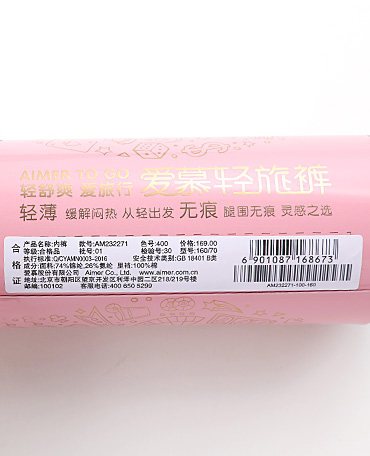 AIMER TO GO
轻舒爽 爱旅行 爱慕轻旅裤
轻薄 缓解闷热 从轻出发 无痕 腿围无痕 灵感之选
合格证
产品名称:内裤 款号:AM232271 色号:400 价格:169.00
等级:合格品 批号:01 检验号:30 型号:160/70
执行标准:Q/CYAMN0003-2016 安全技术类别:GB 18401 B类
成分:面料:74%锦纶,26%氨纶 里裆:100%棉
爱慕股份有限公司 Aimer Co., Ltd. www.aimer.com.cn
地址:北京市朝阳区望京开发区利泽中园二区218/219号楼
邮编:100102 客服热线:400 650 5299
6 901087 168673
AM232271-100-160